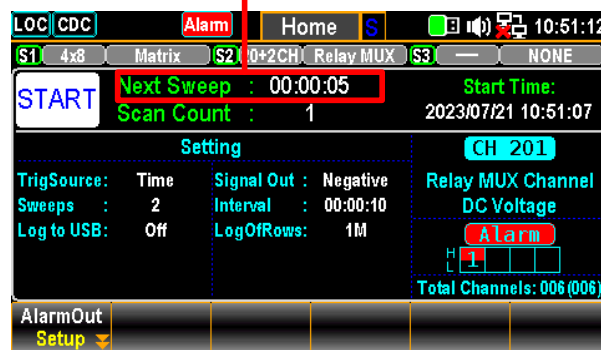 LOC CDC Alarm Home S 10:51:12
S1 4x8 Matrix S2 20+2CH Relay MUX S3 — NONE
START
Next Sweep : 00:00:05
Scan Count : 1
Start Time:
2023/07/21 10:51:07
Setting
TrigSource: Time Signal Out : Negative
Sweeps : 2 Interval : 00:00:10
Log to USB: Off LogOfRows: 1M
CH 201
Relay MUX Channel
DC Voltage
Alarm
H 1
L
Total Channels: 006(006)
AlarmOut
Setup